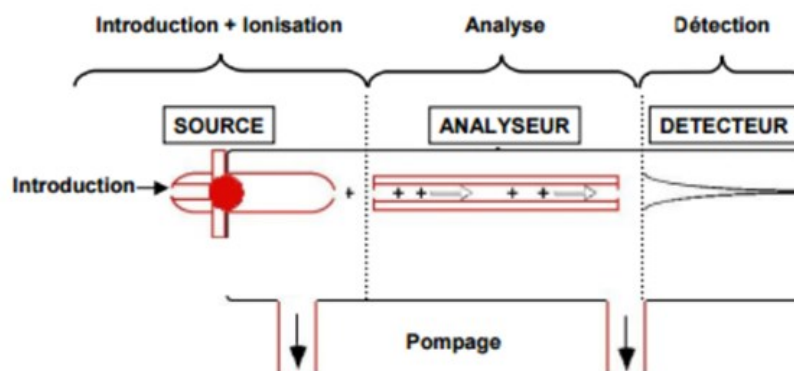 Introduction + Ionisation Analyse Détection
SOURCE ANALYSEUR DETECTEUR
Introduction
+ + + + +
Pompage